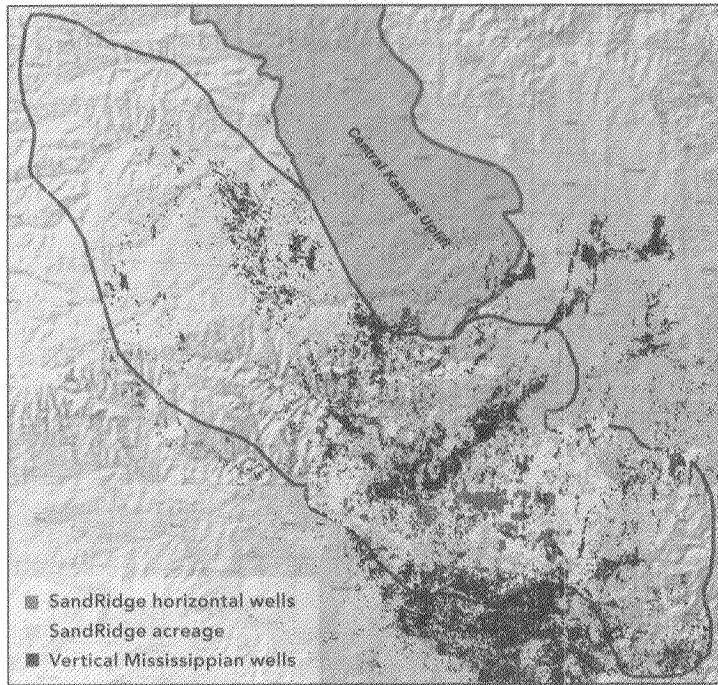 Central Kansas Uplift
SandRidge horizontal wells
SandRidge acreage
Vertical Mississippian wells